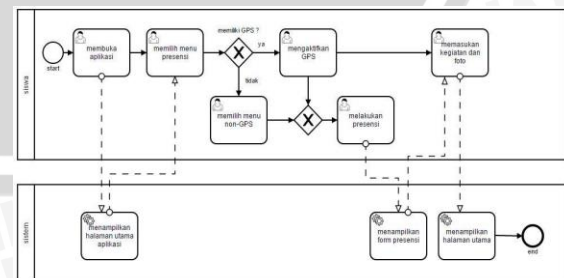 siswa
start
membuka
aplikasi
memilih menu
presensi
memiliki GPS ?
ya
tidak
mengaktifkan
GPS
memasukan
kegiatan dan
foto
memilih menu
non-GPS
melakukan
presensi
sistem
menampilkan
halaman utama
aplikasi
menampilkan
form presensi
menampilkan
halaman utama
end